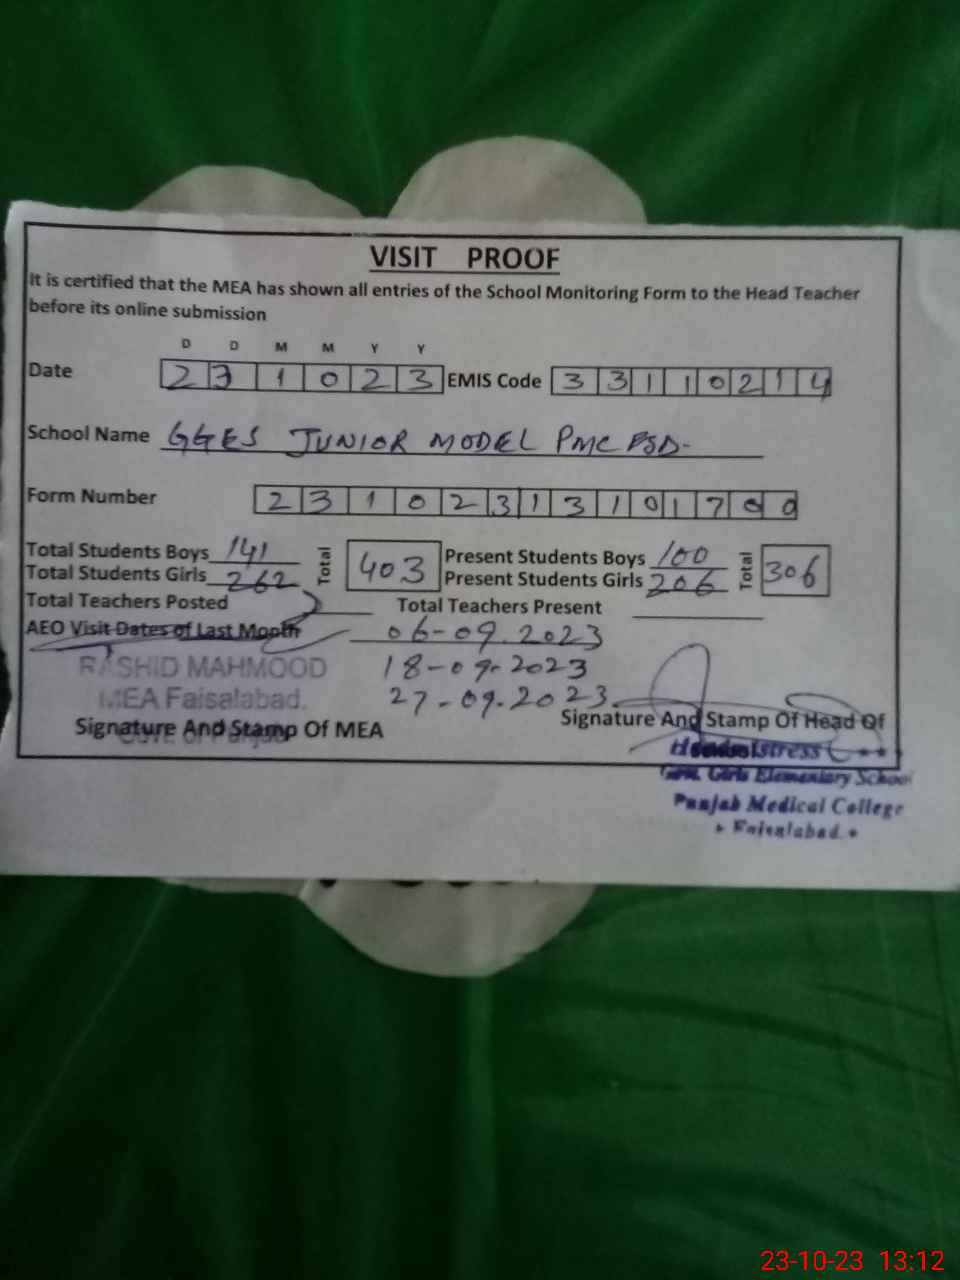 VISIT PROOF
It is certified that the MEA has shown all entries of the School Monitoring Form to the Head Teacher
before its online submission
D D M M Y Y
Date 2 3 1 0 2 3 EMIS Code 3 3 1 1 0 2 1 4
School Name GGES JUNIOR MODEL PMC FSD-
Form Number 2 3 1 0 2 3 1 3 1 0 1 7 0 0
Total Students Boys 141 Total 403 Present Students Boys 100 Total 306
Total Students Girls 262 Present Students Girls 206
Total Teachers Posted Total Teachers Present
AEO Visit Dates of Last Month 06-09.2023
RASHID MAHMOOD 18-09.2023
MEA Faisalabad. 27-09.2023
Signature And Stamp Of MEA Signature And Stamp Of Head Of
Headmistress
Govt. Girls Elementary School
Punjab Medical College
Faisalabad
23-10-23 13:12